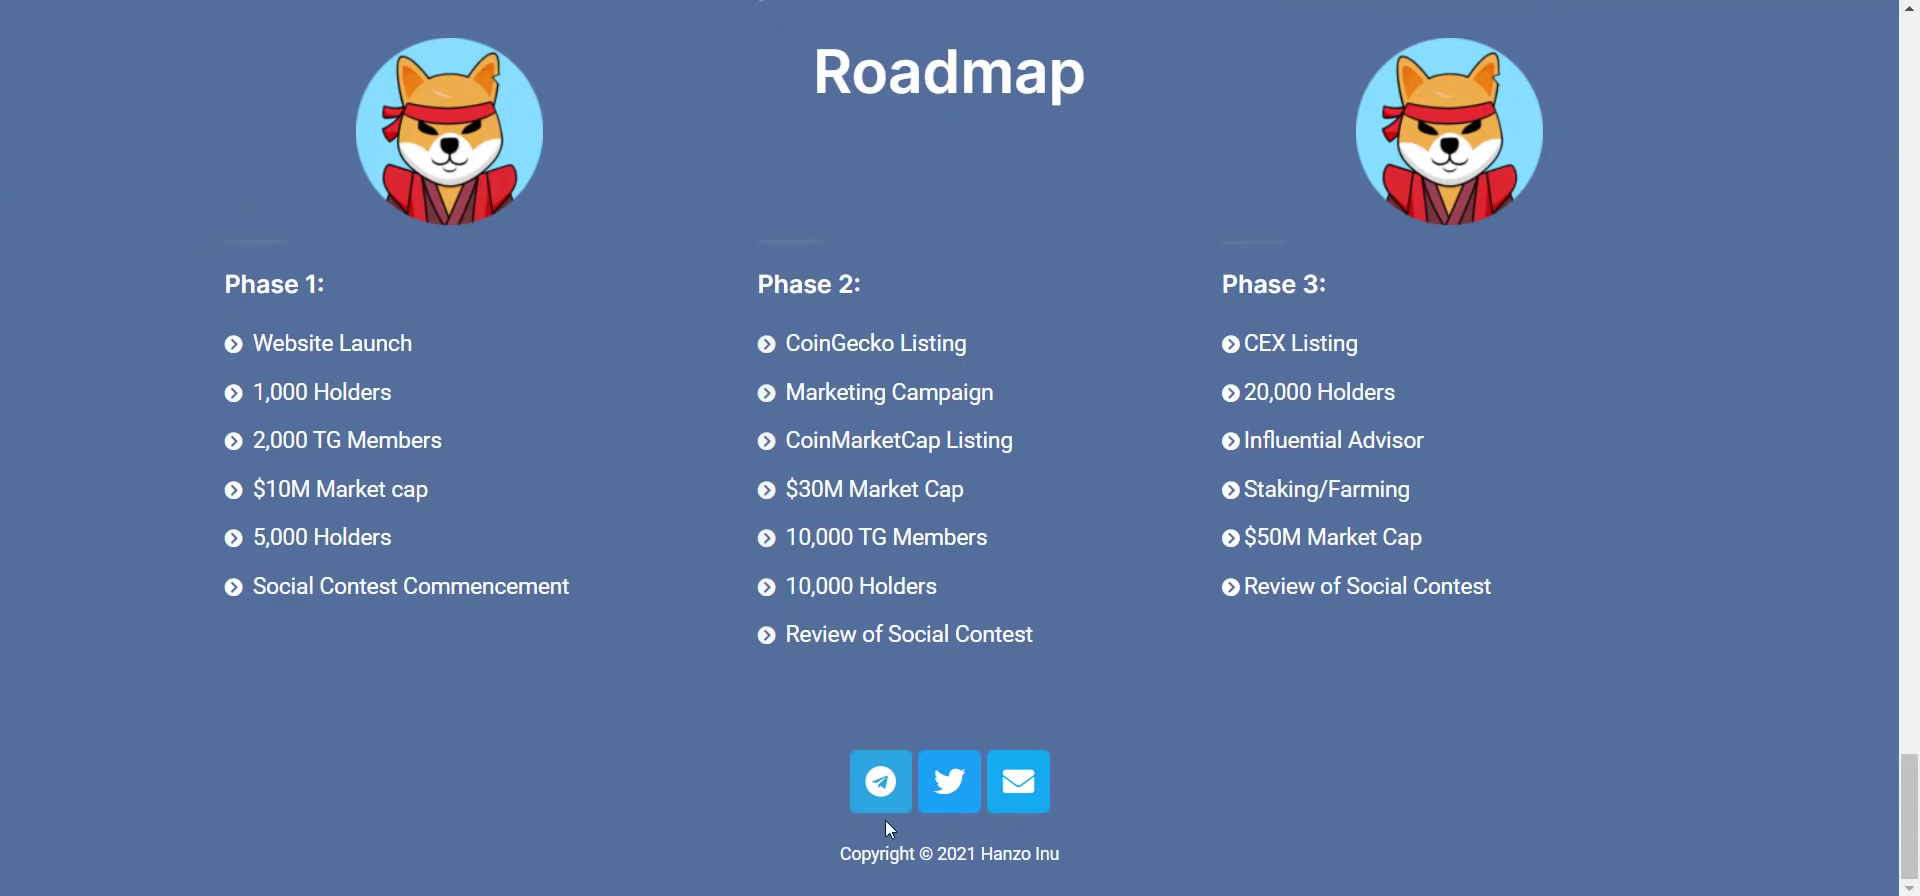 Roadmap
Phase 1:
Website Launch
1,000 Holders
2,000 TG Members
$10M Market cap
5,000 Holders
Social Contest Commencement
Phase 2:
CoinGecko Listing
Marketing Campaign
CoinMarketCap Listing
$30M Market Cap
10,000 TG Members
10,000 Holders
Review of Social Contest
Phase 3:
CEX Listing
20,000 Holders
Influential Advisor
Staking/Farming
$50M Market Cap
Review of Social Contest
Copyright © 2021 Hanzo Inu